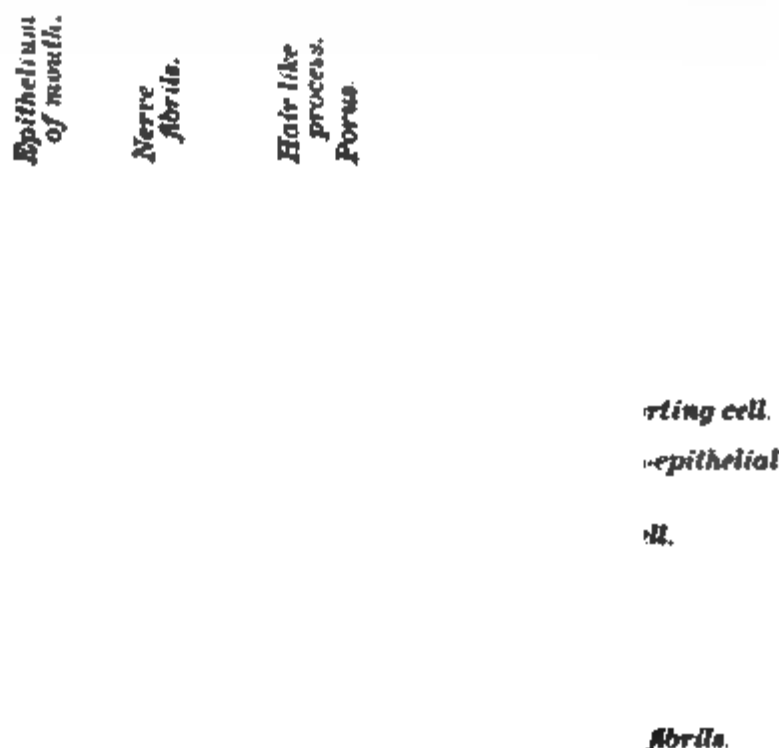 Epithelium
of mouth.
Nerve
fibrils.
Hair like
process.
Porus.
rting cell.
-epithelial
ll.
fibrils.